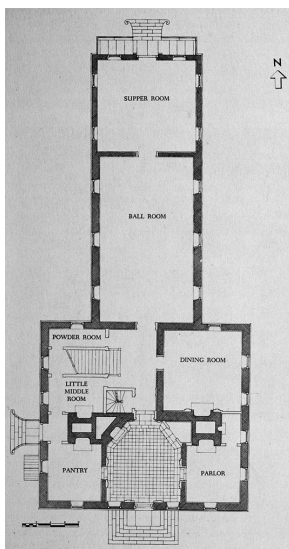 N
SUPPER ROOM
BALL ROOM
POWDER ROOM
DINING ROOM
LITTLE
MIDDLE
ROOM
PANTRY
PARLOR